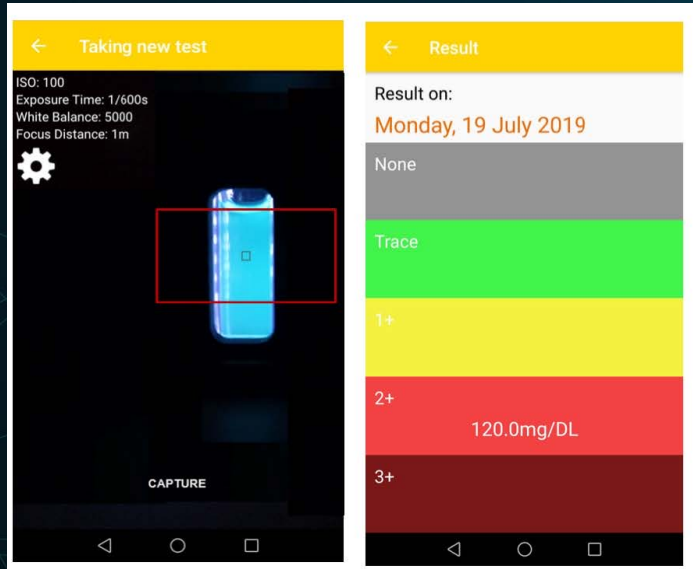 Taking new test
ISO: 100
Exposure Time: 1/600s
White Balance: 5000
Focus Distance: 1m
CAPTURE
Result
Result on:
Monday, 19 July 2019
None
Trace
1+
2+
120.0mg/DL
3+